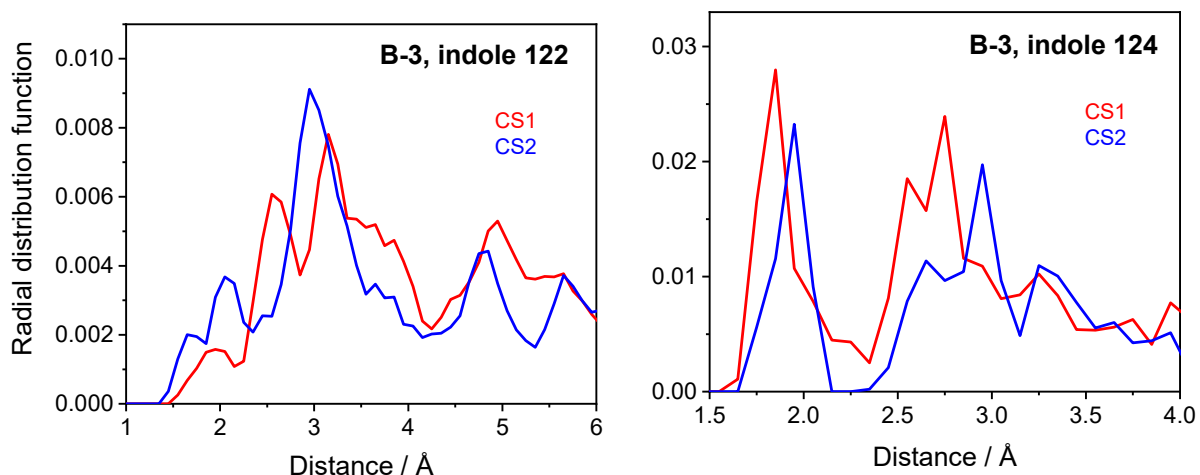 B-3, indole 122
CS1
CS2
Radial distribution function
0.010
0.008
0.006
0.004
0.002
0.000
1
2
3
4
5
6
Distance / Å
B-3, indole 124
CS1
CS2
0.03
0.02
0.01
0.00
1.5
2.0
2.5
3.0
3.5
4.0
Distance / Å